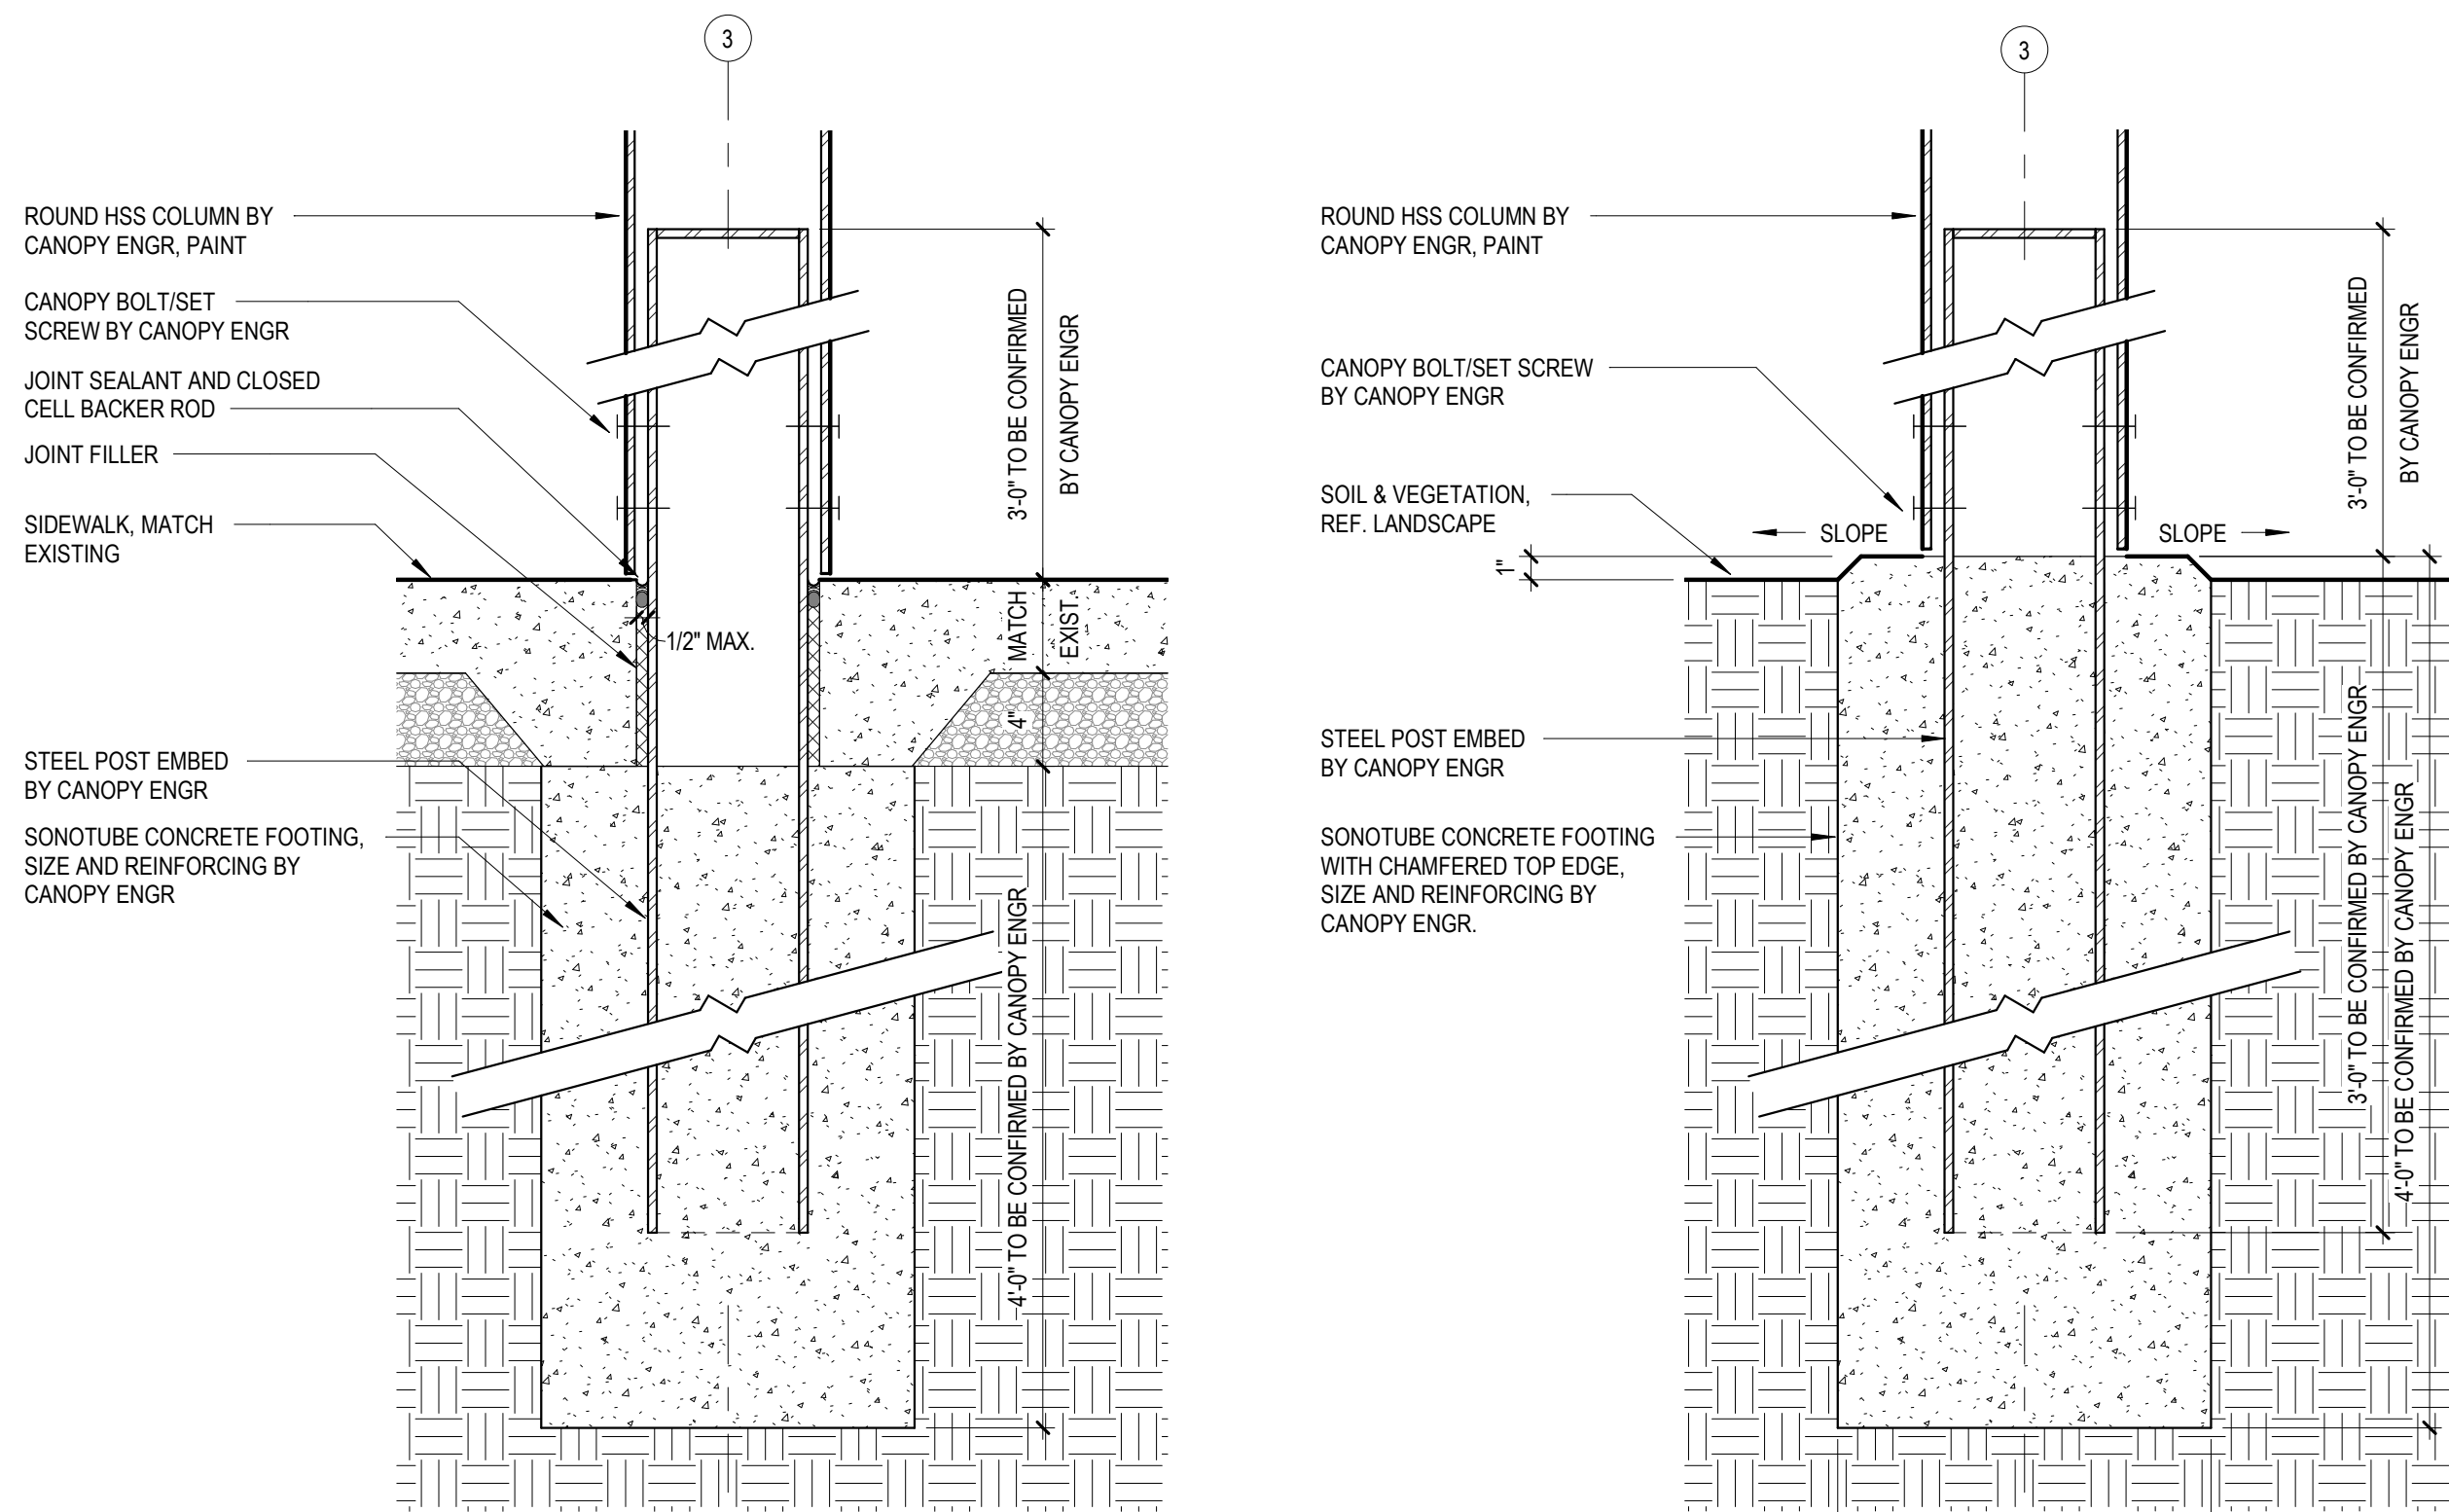 3
ROUND HSS COLUMN BY
CANOPY ENGR, PAINT
CANOPY BOLT/SET
SCREW BY CANOPY ENGR
JOINT SEALANT AND CLOSED
CELL BACKER ROD
JOINT FILLER
SIDEWALK, MATCH
EXISTING
STEEL POST EMBED
BY CANOPY ENGR
SONOTUBE CONCRETE FOOTING,
SIZE AND REINFORCING BY
CANOPY ENGR
1/2" MAX.
3'-0" TO BE CONFIRMED
BY CANOPY ENGR
MATCH
EXIST.
4"
4'-0" TO BE CONFIRMED BY CANOPY ENGR
3
ROUND HSS COLUMN BY
CANOPY ENGR, PAINT
CANOPY BOLT/SET SCREW
BY CANOPY ENGR
SOIL & VEGETATION,
REF. LANDSCAPE
SLOPE
SLOPE
1"
STEEL POST EMBED
BY CANOPY ENGR
SONOTUBE CONCRETE FOOTING
WITH CHAMFERED TOP EDGE,
SIZE AND REINFORCING BY
CANOPY ENGR.
3'-0" TO BE CONFIRMED
BY CANOPY ENGR
3'-0" TO BE CONFIRMED BY CANOPY ENGR
4'-0" TO BE CONFIRMED BY CANOPY ENGR